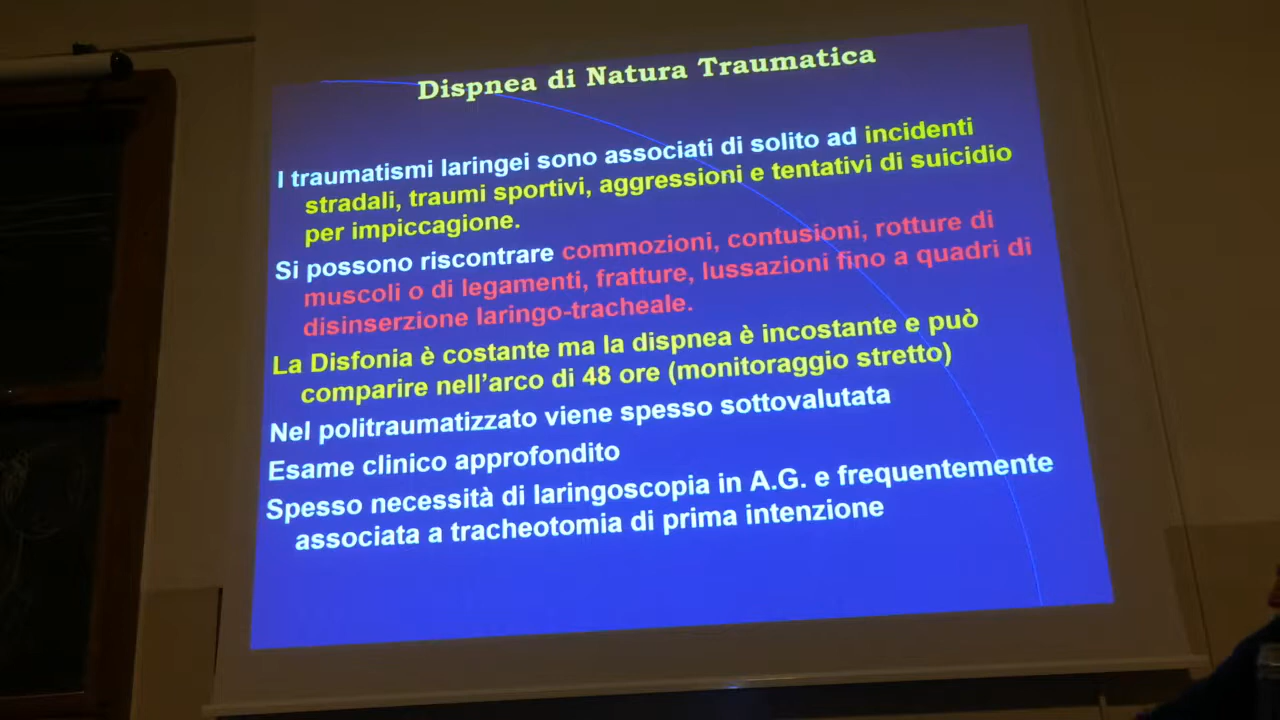 Dispnea di Natura Traumatica
I traumatismi laringei sono associati di solito ad incidenti
stradali, traumi sportivi, aggressioni e tentativi di suicidio
per impiccagione.
Si possono riscontrare commozioni, contusioni, rotture di
muscoli o di legamenti, fratture, lussazioni fino a quadri di
disinserzione laringo-tracheale.
La Disfonia è costante ma la dispnea è incostante e può
comparire nell'arco di 48 ore (monitoraggio stretto)
Nel politraumatizzato viene spesso sottovalutata
Esame clinico approfondito
Spesso necessità di laringoscopia in A.G. e frequentemente
associata a tracheotomia di prima intenzione